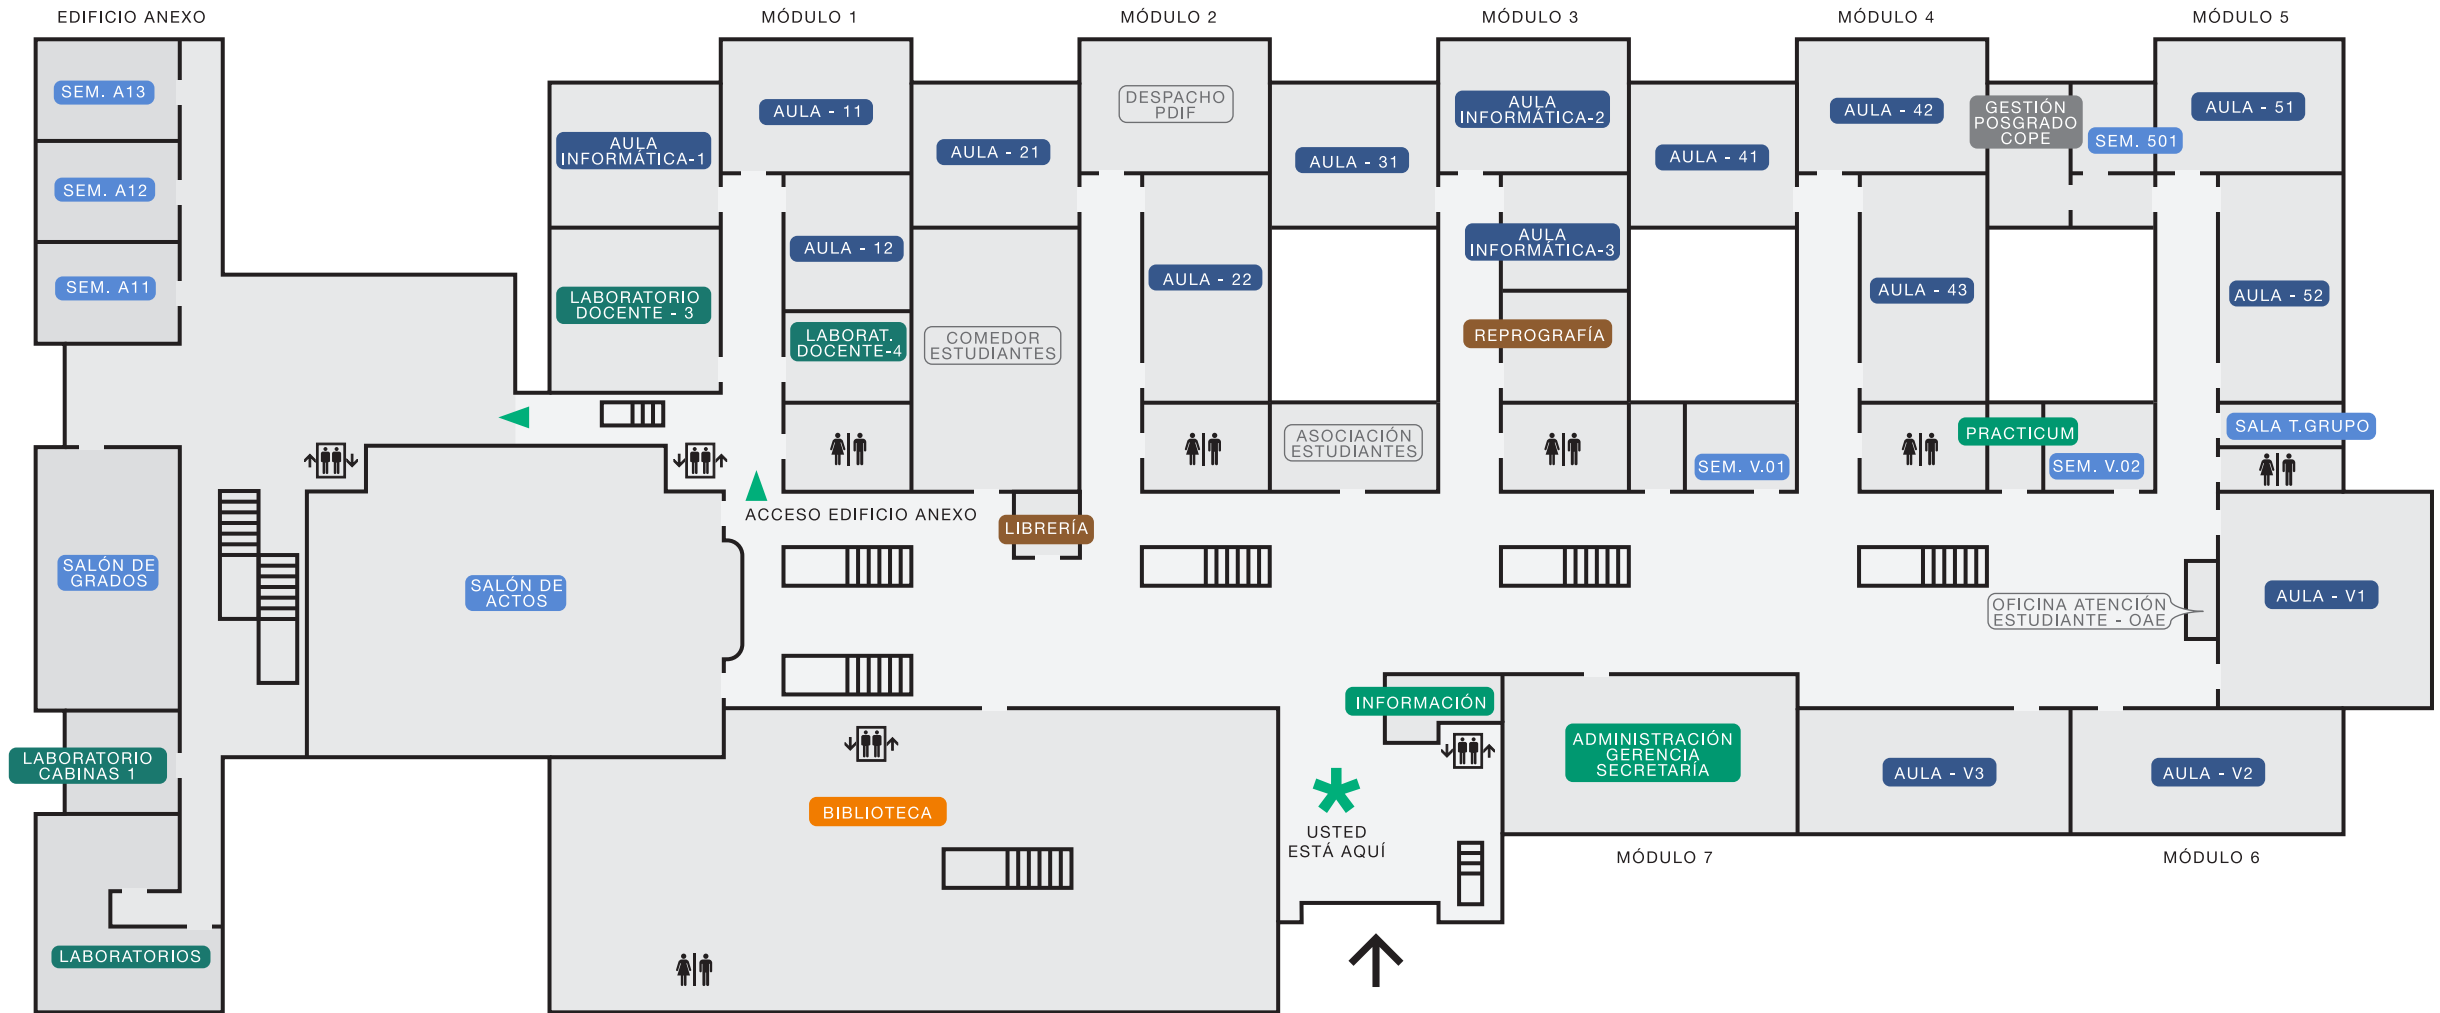 EDIFICIO ANEXO
MÓDULO 1
MÓDULO 2
MÓDULO 3
MÓDULO 4
MÓDULO 5
SEM. A13
SEM. A12
SEM. A11
AULA
INFORMÁTICA-1
AULA - 11
AULA - 21
DESPACHO
PDIF
AULA - 31
AULA
INFORMÁTICA-2
AULA - 41
AULA - 42
GESTIÓN
POSGRADO
COPE
SEM. 501
AULA - 51
LABORATORIO
DOCENTE - 3
AULA - 12
LABORAT.
DOCENTE-4
COMEDOR
ESTUDIANTES
AULA - 22
AULA
INFORMÁTICA-3
REPROGRAFÍA
AULA - 43
AULA - 52
ASOCIACIÓN
ESTUDIANTES
SEM. V.01
PRACTICUM
SEM. V.02
SALA T.GRUPO
ACCESO EDIFICIO ANEXO
LIBRERÍA
SALÓN DE
GRADOS
SALÓN DE
ACTOS
OFICINA ATENCIÓN
ESTUDIANTE - OAE
AULA - V1
INFORMACIÓN
LABORATORIO
CABINAS 1
ADMINISTRACIÓN
GERENCIA
SECRETARÍA
AULA - V3
AULA - V2
BIBLIOTECA
USTED
ESTÁ AQUÍ
MÓDULO 7
MÓDULO 6
LABORATORIOS